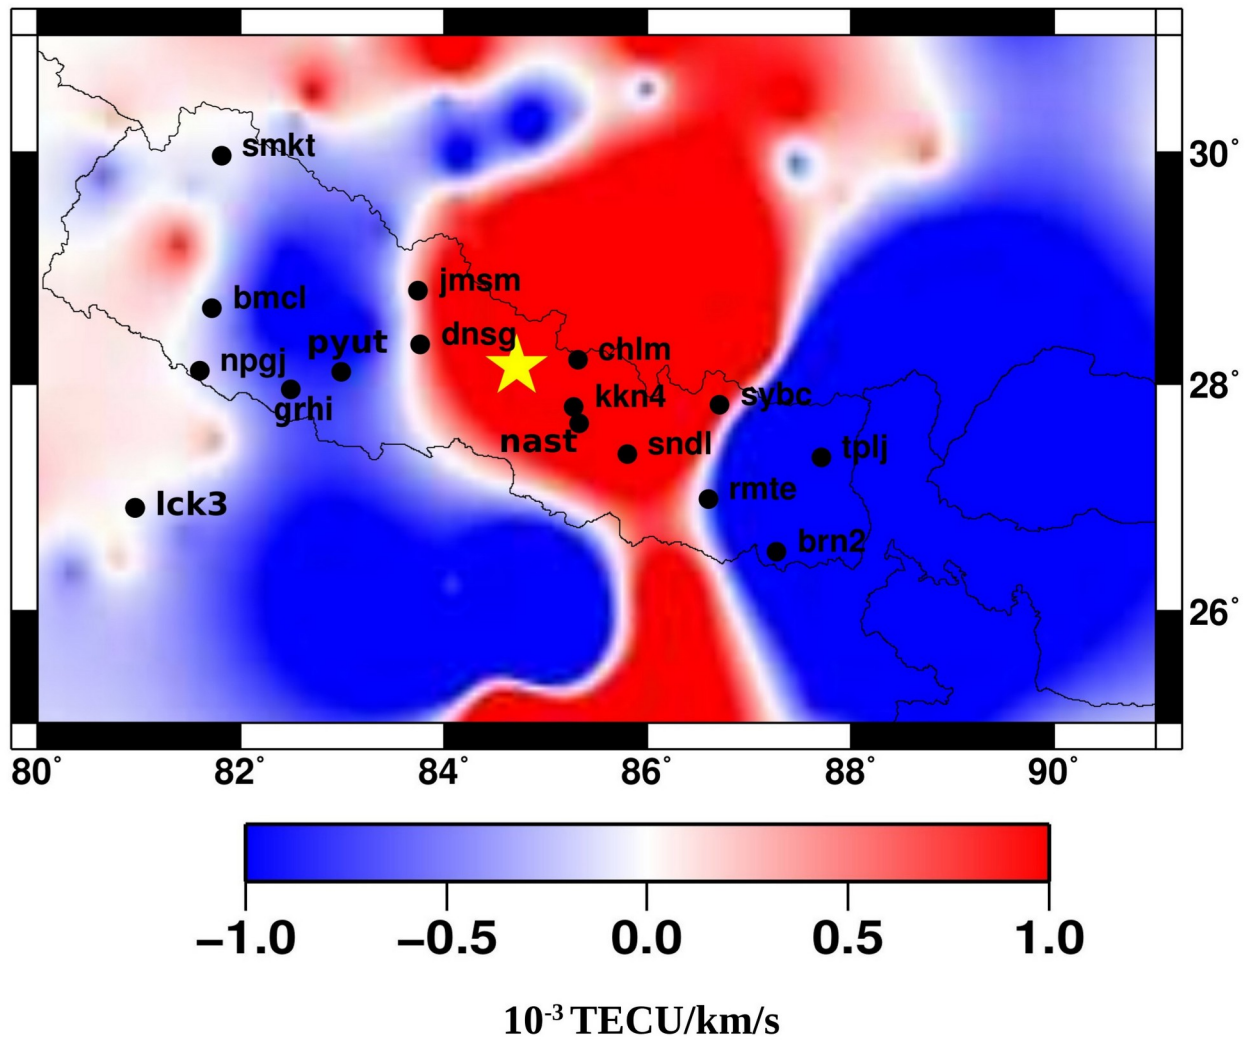 smkt
30°
jmsm
bmcl
dnsg
pyut
chlm
npgj
28°
kkn4
sybc
grhi
nast
sndl
tplj
rmte
lck3
brn2
26°
80° 82° 84° 86° 88° 90°
−1.0 −0.5 0.0 0.5 1.0
10⁻³ TECU/km/s